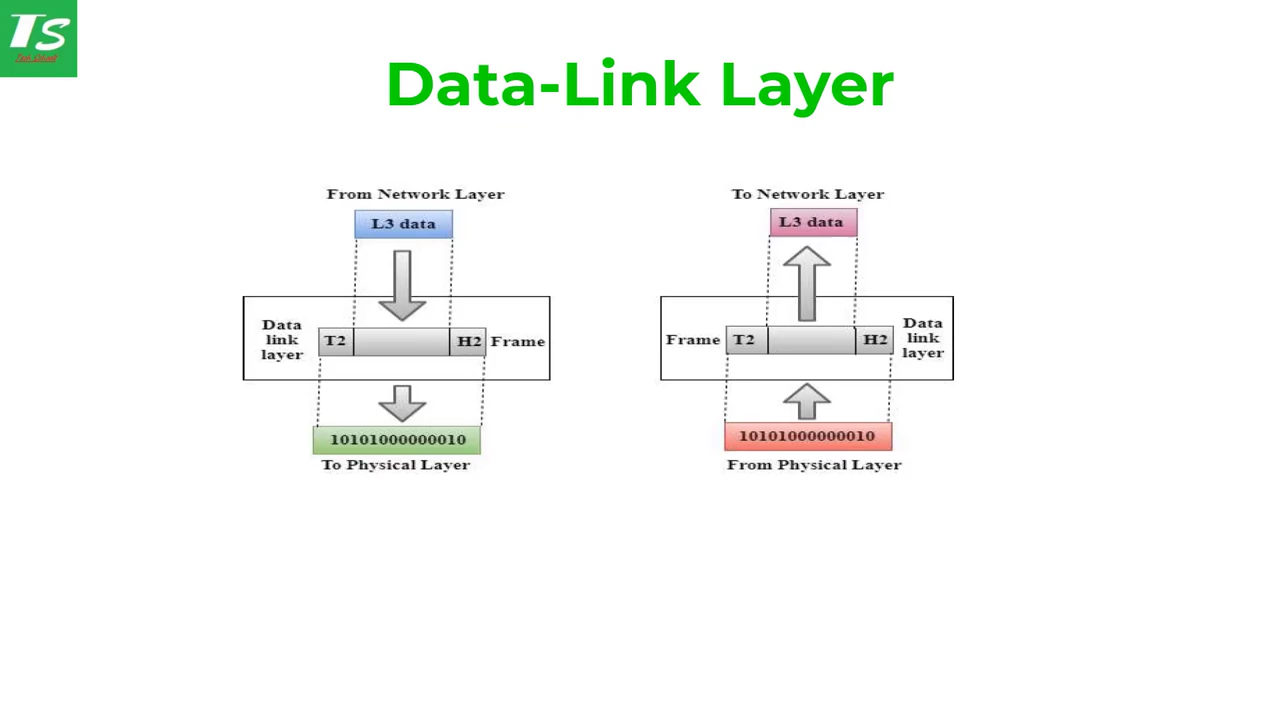 TS
Data-Link Layer
From Network Layer
L3 data
Data
link
layer
T2
H2
Frame
10101000000010
To Physical Layer
To Network Layer
L3 data
Frame
T2
H2
Data
link
layer
10101000000010
From Physical Layer